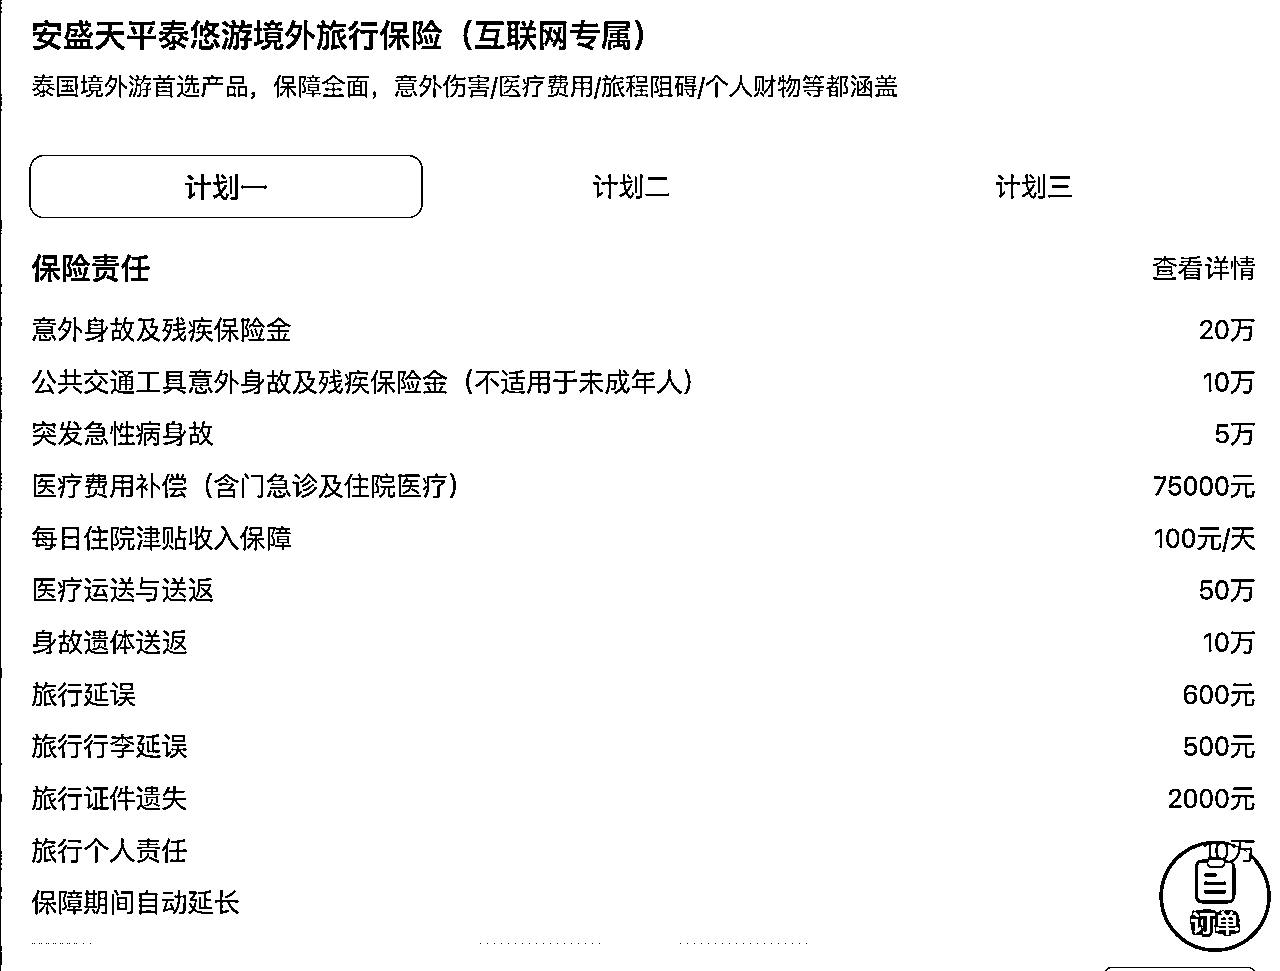 安盛天平泰悠游境外旅行保险（互联网专属）
泰国境外游首选产品，保障全面，意外伤害/医疗费用/旅程阻碍/个人财物等都涵盖
计划一 计划二 计划三
保险责任 查看详情
意外身故及残疾保险金 20万
公共交通工具意外身故及残疾保险金（不适用于未成年人） 10万
突发急性病身故 5万
医疗费用补偿（含门急诊及住院医疗） 75000元
每日住院津贴收入保障 100元/天
医疗运送与送返 50万
身故遗体送返 10万
旅行延误 600元
旅行行李延误 500元
旅行证件遗失 2000元
旅行个人责任 10万
保障期间自动延长
订单